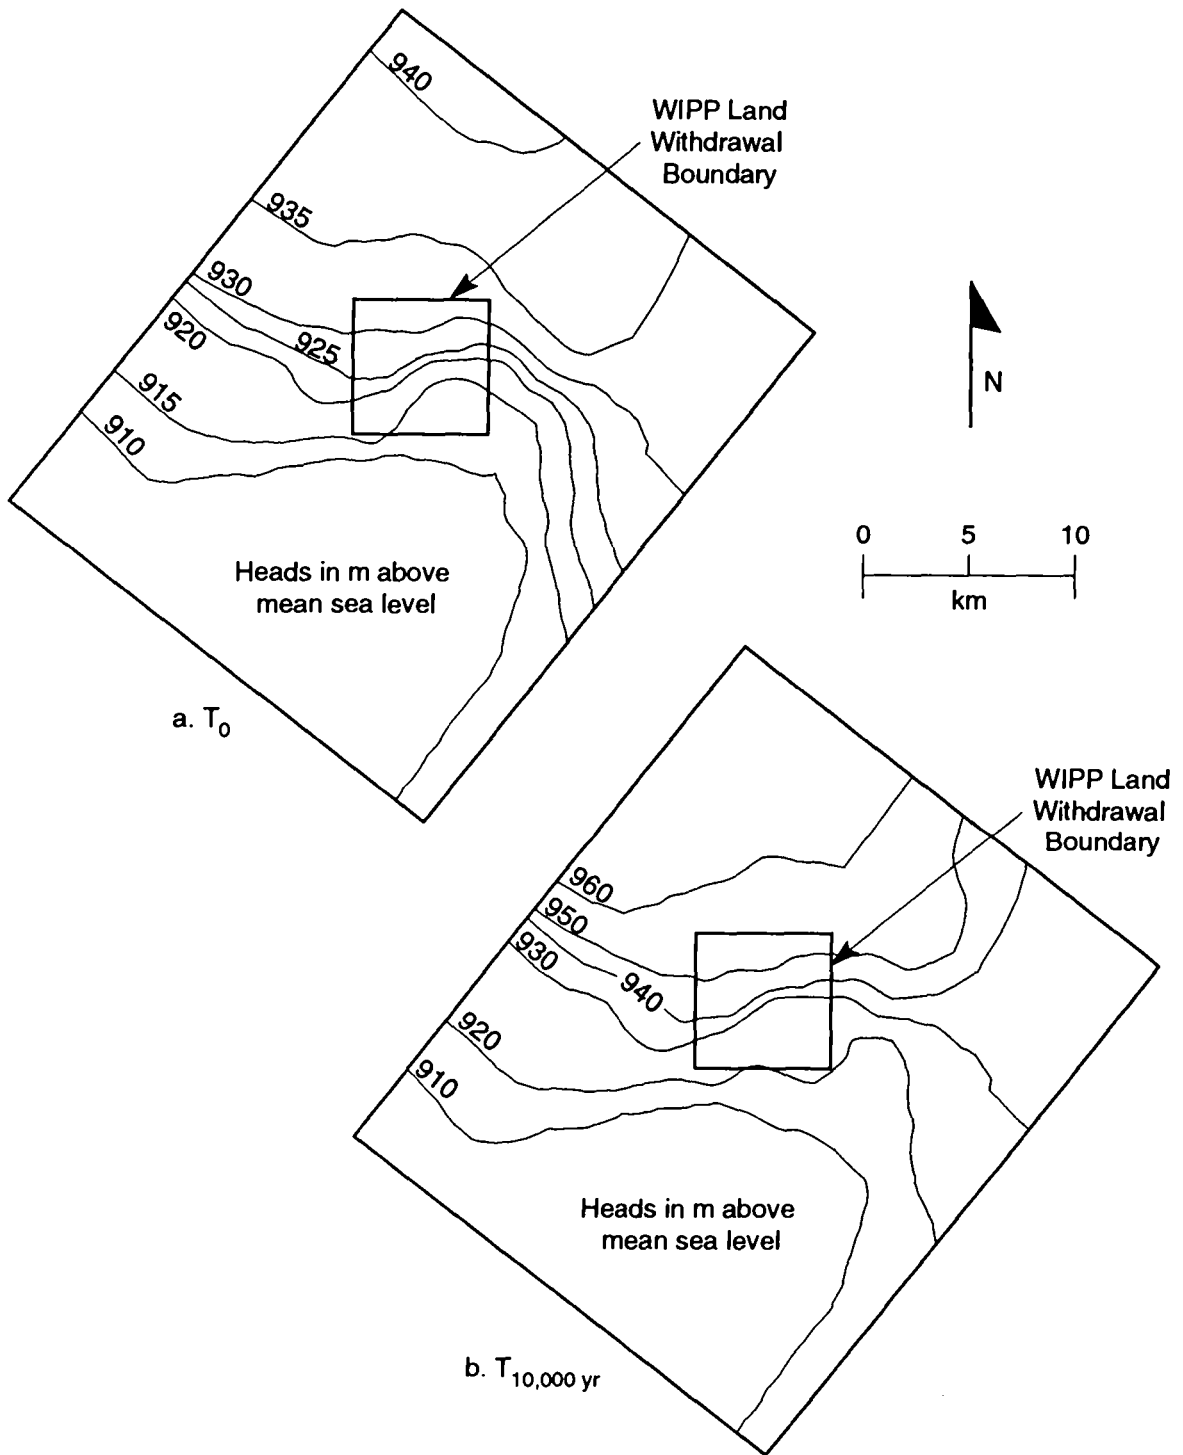 940
WIPP Land
Withdrawal
Boundary
935
930
925
920
915
910
N
0 5 10
km
Heads in m above
mean sea level
a. T0
WIPP Land
Withdrawal
Boundary
960
950
940
930
920
910
Heads in m above
mean sea level
b. T10,000 yr